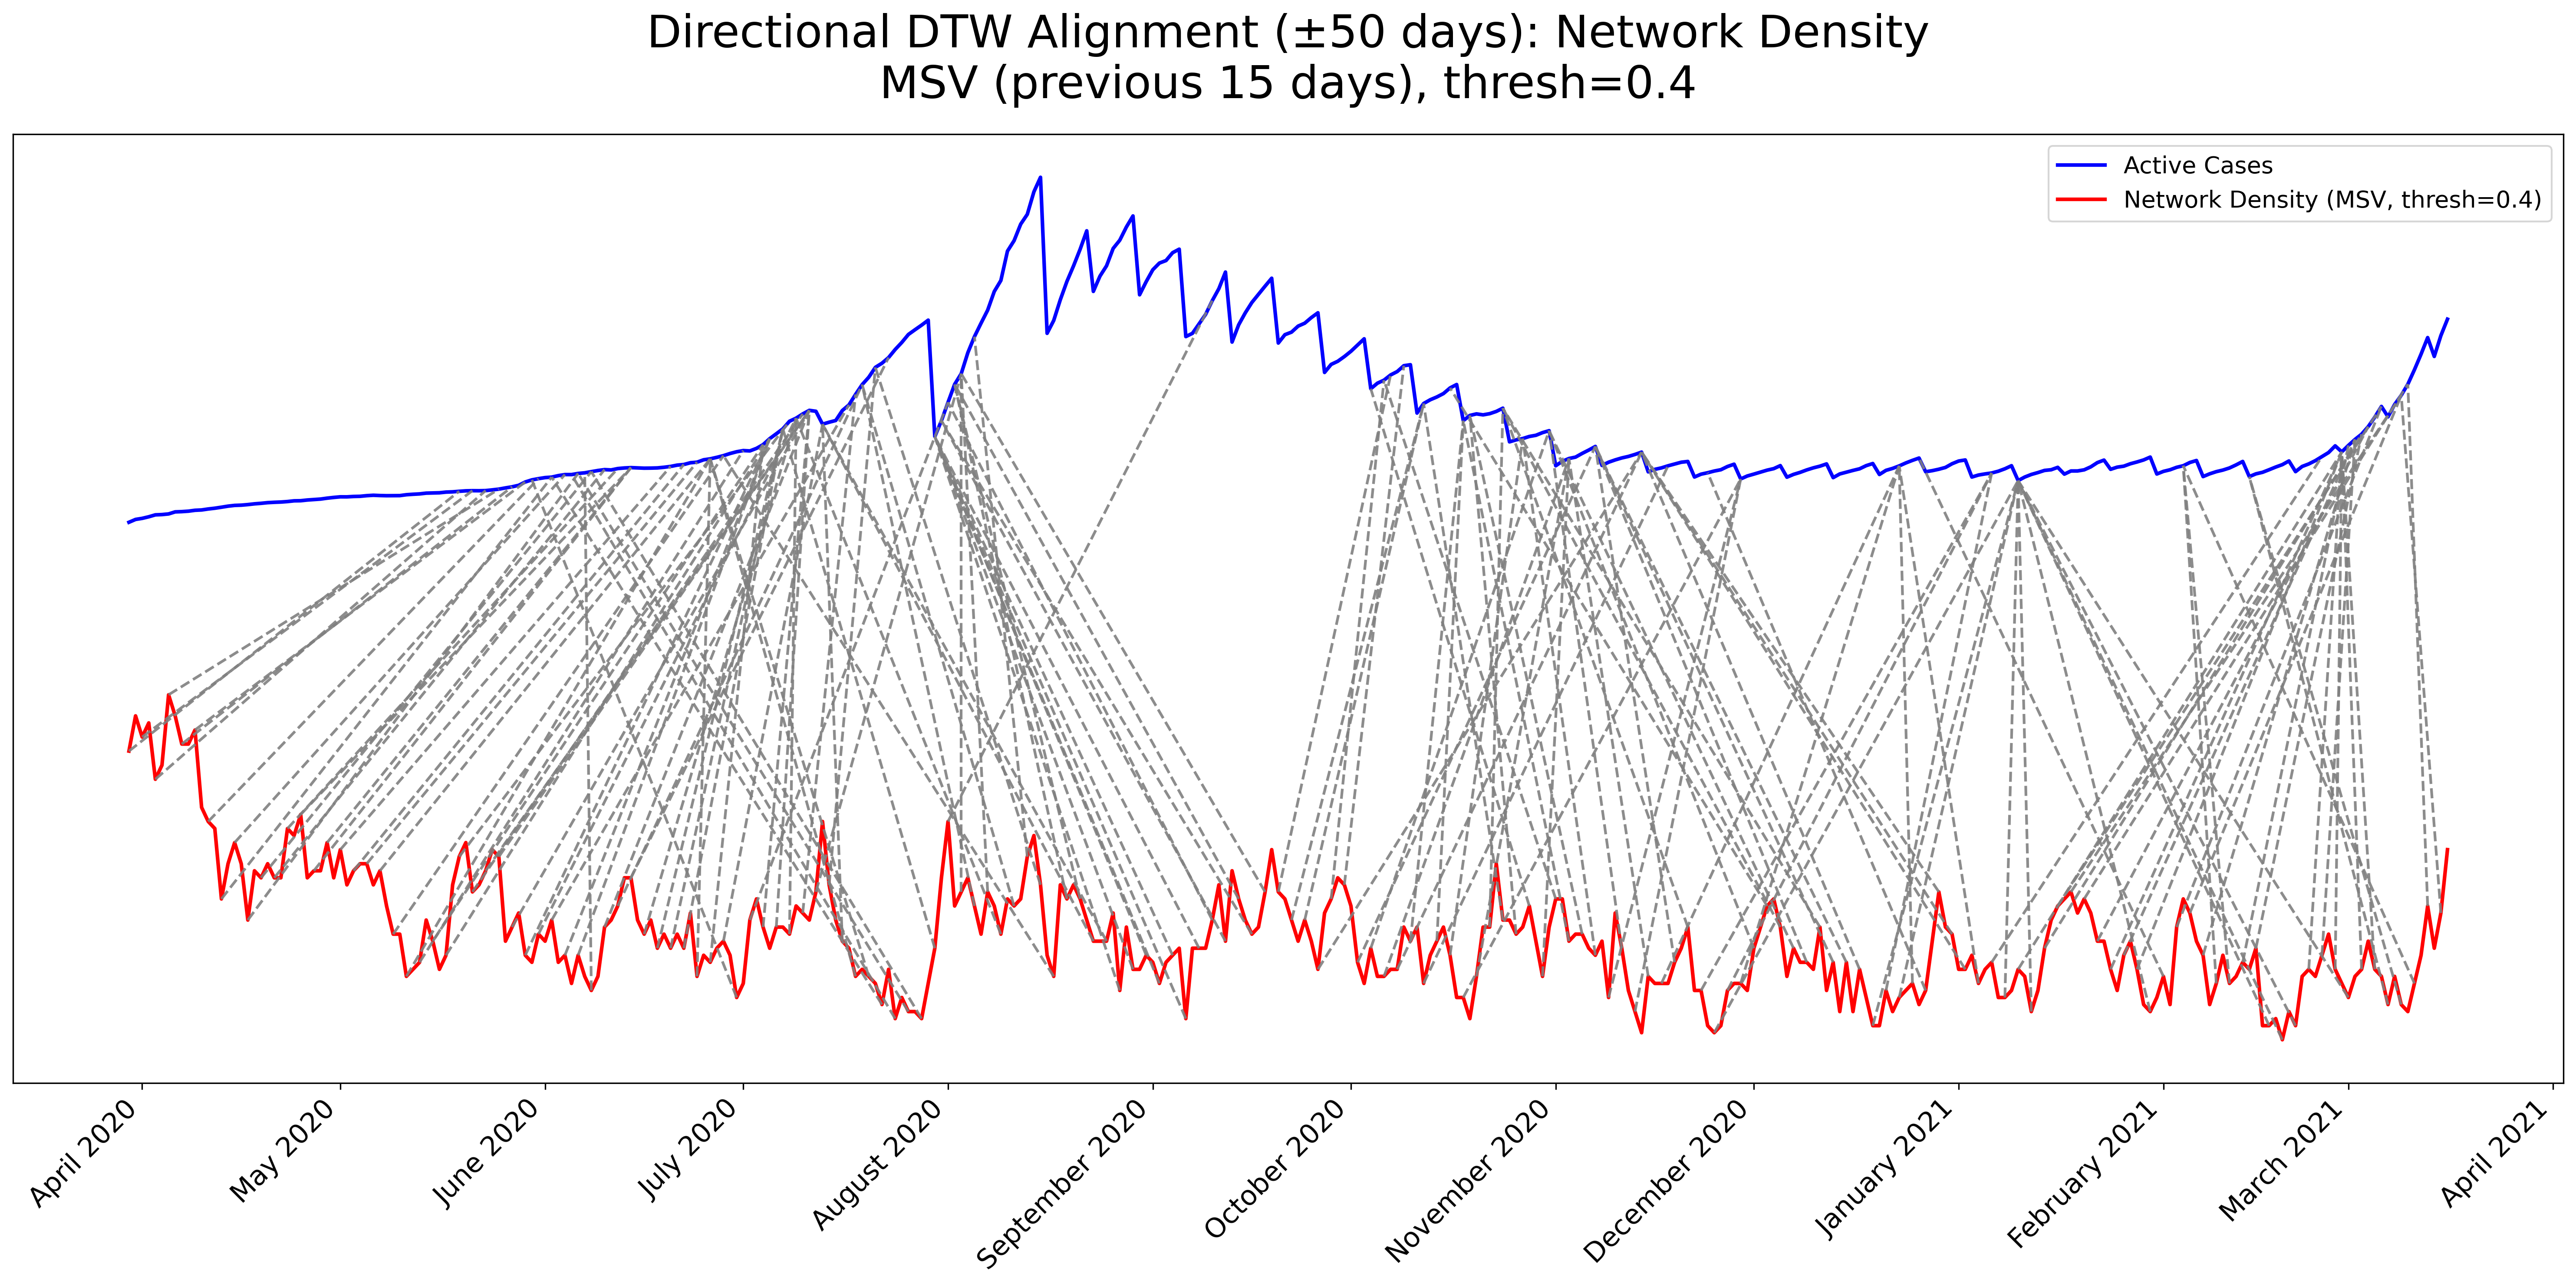 Directional DTW Alignment (±50 days): Network Density
MSV (previous 15 days), thresh=0.4
Active Cases
Network Density (MSV, thresh=0.4)
April 2020
May 2020
June 2020
July 2020
August 2020
September 2020
October 2020
November 2020
December 2020
January 2021
February 2021
March 2021
April 2021